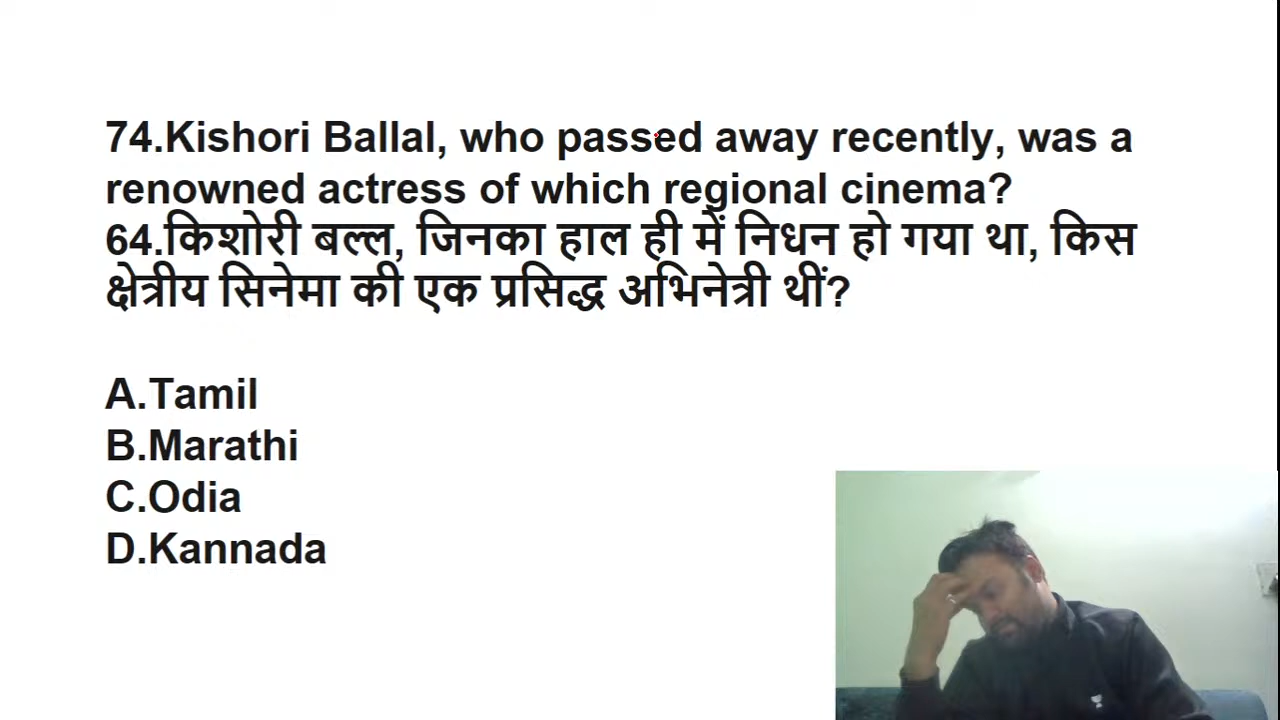 74.Kishori Ballal, who passed away recently, was a
renowned actress of which regional cinema?
64.किशोरी बल्ल, जिनका हाल ही में निधन हो गया था, किस
क्षेत्रीय सिनेमा की एक प्रसिद्ध अभिनेत्री थीं?
A.Tamil
B.Marathi
C.Odia
D.Kannada